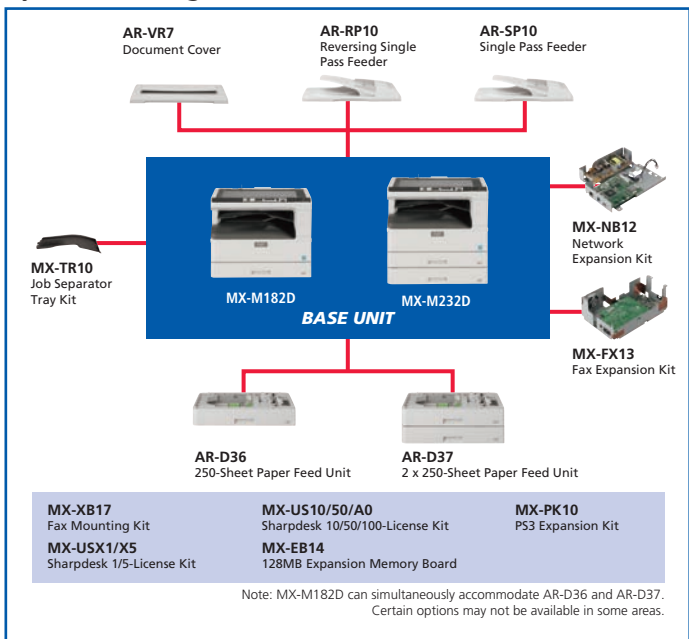 AR-VR7
Document Cover
AR-RP10
Reversing Single
Pass Feeder
AR-SP10
Single Pass Feeder
MX-TR10
Job Separator
Tray Kit
MX-M182D
MX-M232D
BASE UNIT
MX-NB12
Network
Expansion Kit
MX-FX13
Fax Expansion Kit
AR-D36
250-Sheet Paper Feed Unit
AR-D37
2 x 250-Sheet Paper Feed Unit
MX-XB17
Fax Mounting Kit
MX-USX1/X5
Sharpdesk 1/5-License Kit
MX-US10/50/A0
Sharpdesk 10/50/100-License Kit
MX-EB14
128MB Expansion Memory Board
MX-PK10
PS3 Expansion Kit
Note: MX-M182D can simultaneously accommodate AR-D36 and AR-D37.
Certain options may not be available in some areas.